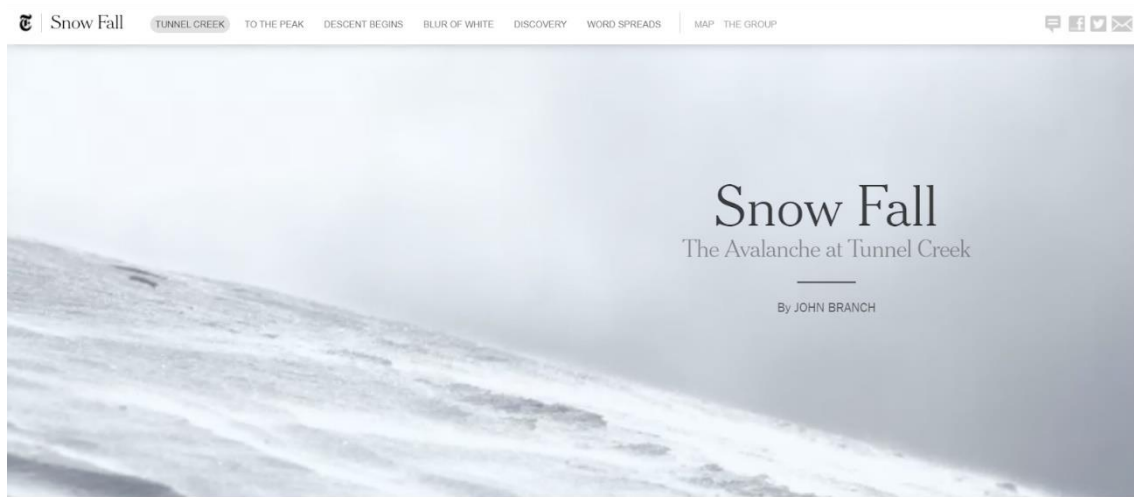 Snow Fall TUNNEL CREEK TO THE PEAK DESCENT BEGINS BLUR OF WHITE DISCOVERY WORD SPREADS MAP THE GROUP
Snow Fall
The Avalanche at Tunnel Creek
By JOHN BRANCH